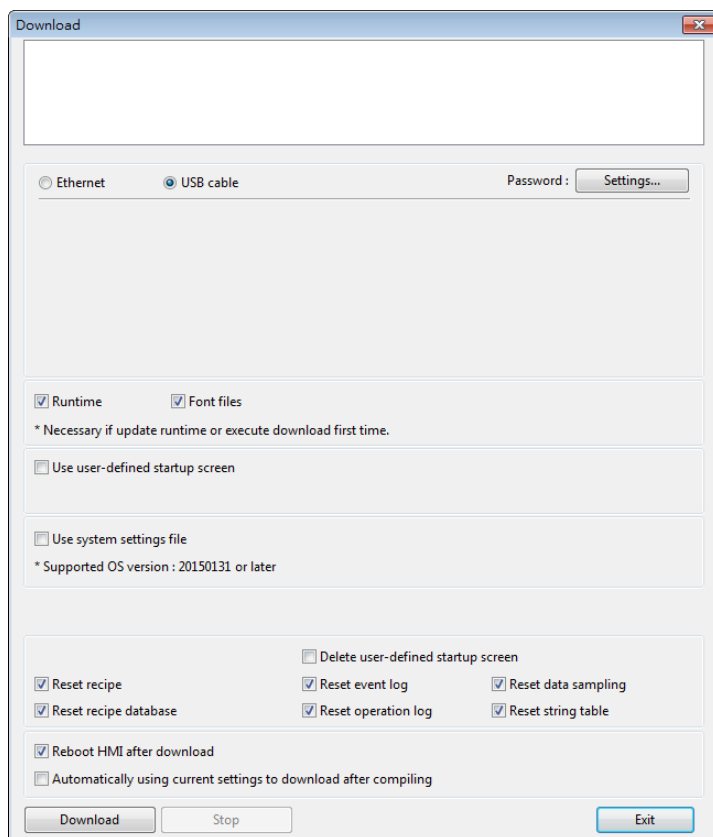 Download
Ethernet USB cable Password : Settings...
Runtime Font files
* Necessary if update runtime or execute download first time.
Use user-defined startup screen
Use system settings file
* Supported OS version : 20150131 or later
Delete user-defined startup screen
Reset recipe Reset event log Reset data sampling
Reset recipe database Reset operation log Reset string table
Reboot HMI after download
Automatically using current settings to download after compiling
Download Stop Exit